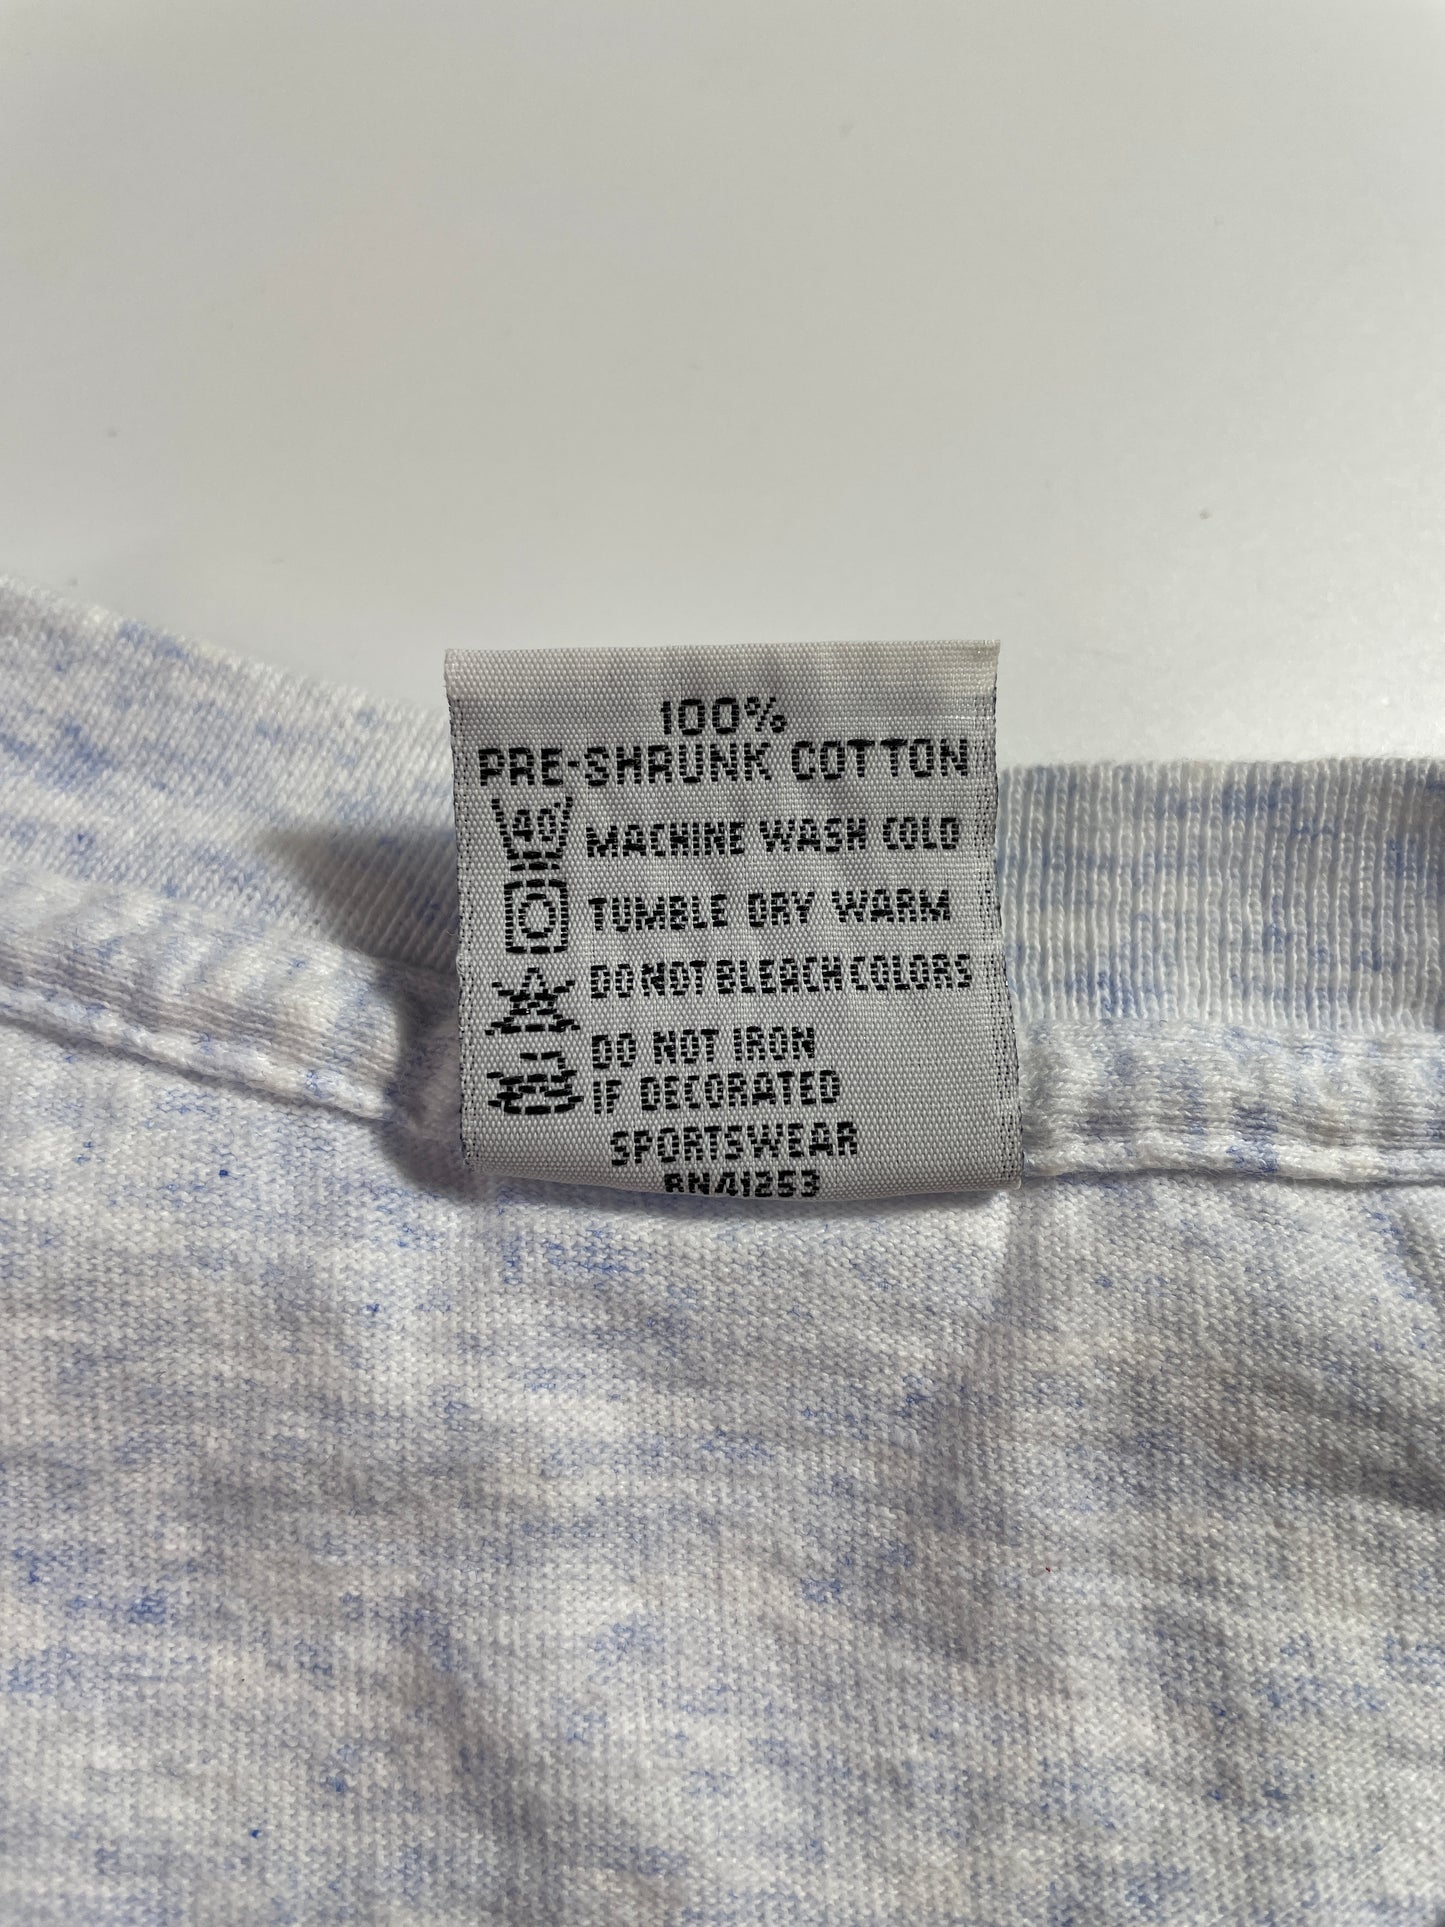 100%
PRE-SHRUNK COTTON
40 MACHINE WASH COLD
TUMBLE DRY WARM
DO NOT BLEACH COLORS
DO NOT IRON
IF DECORATED
SPORTSWEAR
RN41253